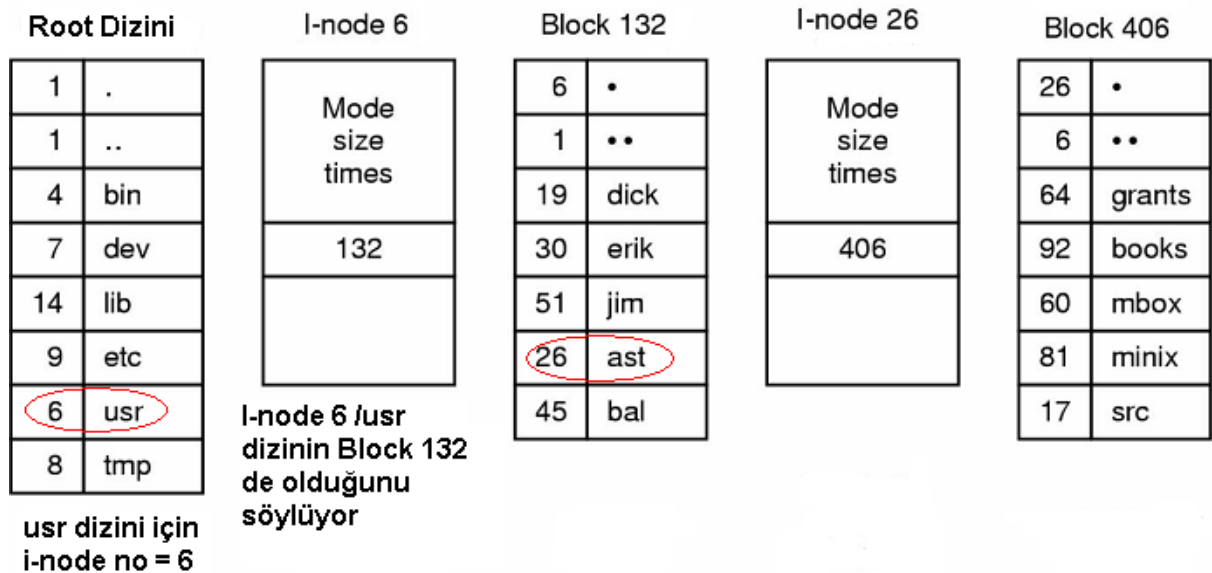 Root Dizini
1 .
1 ..
4 bin
7 dev
14 lib
9 etc
6 usr
8 tmp
usr dizini için
i-node no = 6
I-node 6
Mode
size
times
132
I-node 6 /usr
dizinin Block 132
de olduğunu
söylüyor
Block 132
6 •
1 ••
19 dick
30 erik
51 jim
26 ast
45 bal
I-node 26
Mode
size
times
406
Block 406
26 •
6 ••
64 grants
92 books
60 mbox
81 minix
17 src